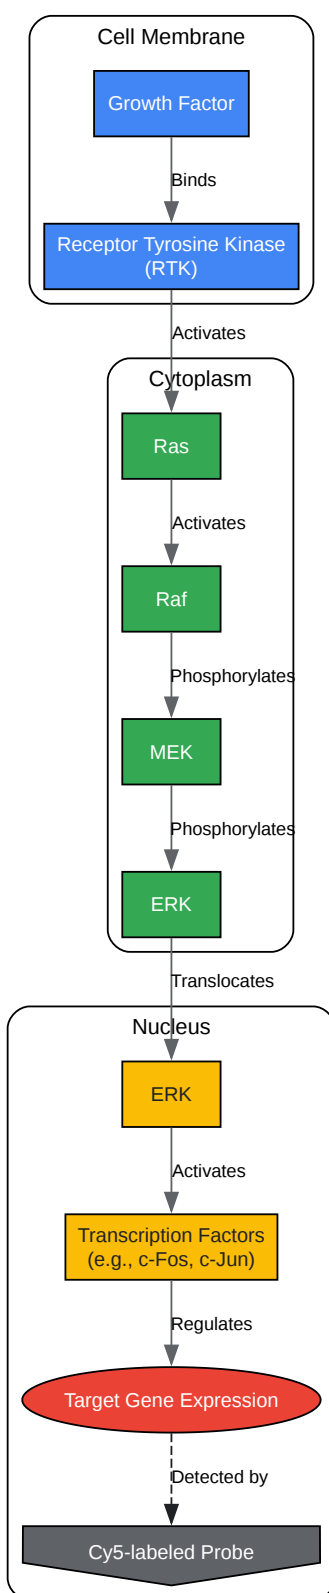 Cell Membrane
Growth Factor
Binds
Receptor Tyrosine Kinase
(RTK)
Activates
Cytoplasm
Ras
Activates
Raf
Phosphorylates
MEK
Phosphorylates
ERK
Translocates
Nucleus
ERK
Activates
Transcription Factors
(e.g., c-Fos, c-Jun)
Regulates
Target Gene Expression
Detected by
Cy5-labeled Probe